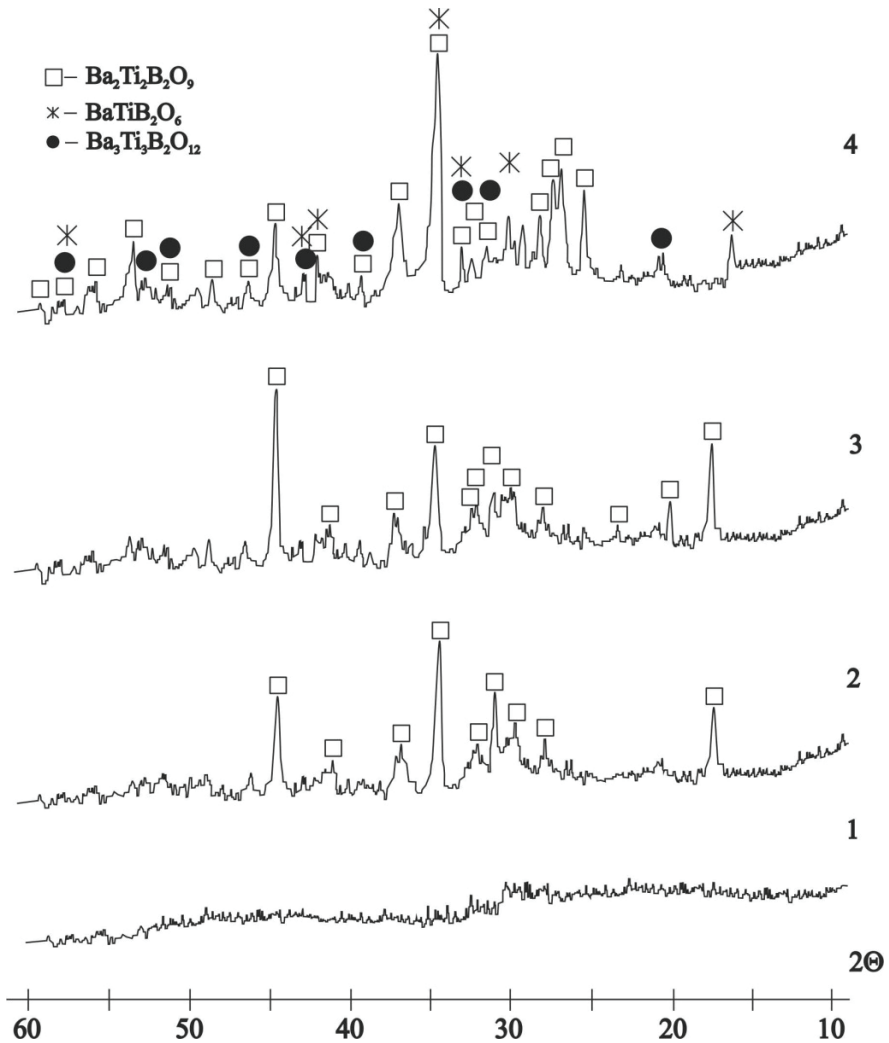 □ – Ba₂Ti₂B₂O₉
✳ – BaTiB₂O₆
● – Ba₃Ti₃B₂O₁₂
4
3
2
1
2Θ
60 50 40 30 20 10